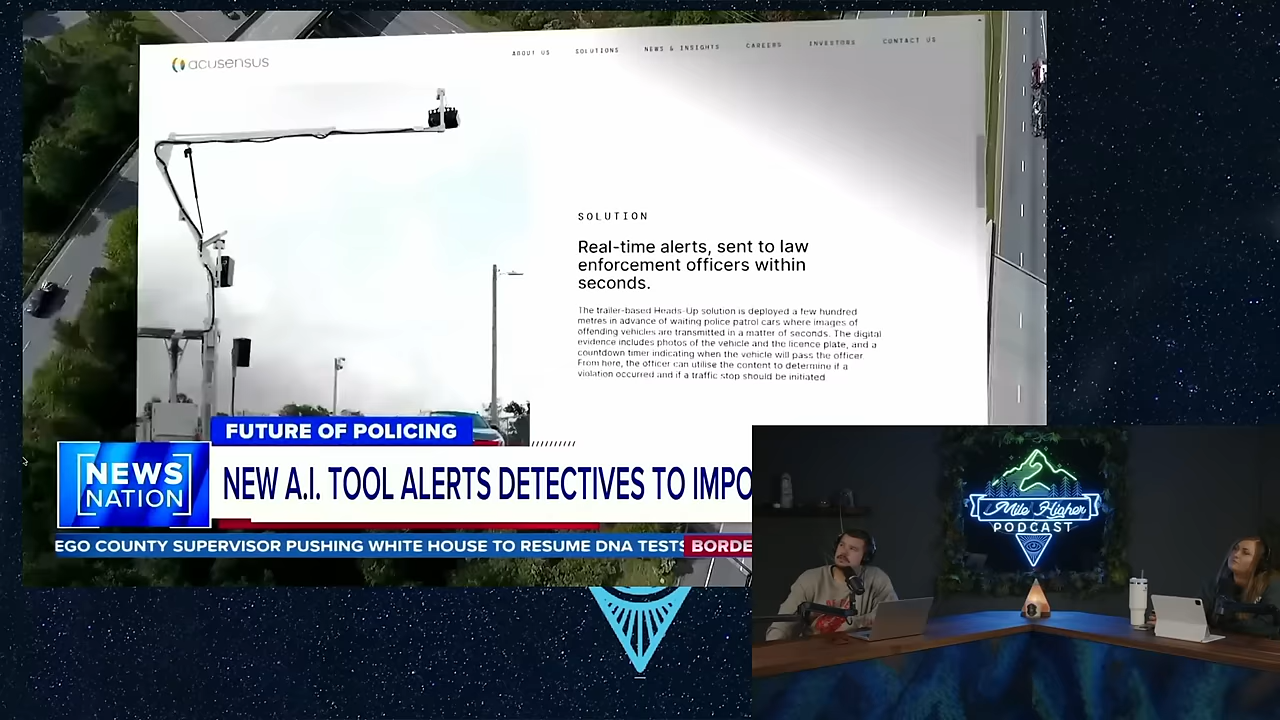 acusensus
ABOUT US SOLUTIONS NEWS & INSIGHTS CAREERS INVESTORS CONTACT US
SOLUTION
Real-time alerts, sent to law
enforcement officers within
seconds.
The trailer-based Heads-Up solution is deployed a few hundred
metres in advance of waiting police patrol cars where images of
offending vehicles are transmitted in a matter of seconds. The digital
evidence includes photos of the vehicle and the licence plate, and a
countdown timer indicating when the vehicle will pass the officer.
From here, the officer can utilise the content to determine if a
violation occurred and if a traffic stop should be initiated
FUTURE OF POLICING
NEWS
NATION
NEW A.I. TOOL ALERTS DETECTIVES TO IMPO
EGO COUNTY SUPERVISOR PUSHING WHITE HOUSE TO RESUME DNA TESTS BORDE
Mile Higher
PODCAST